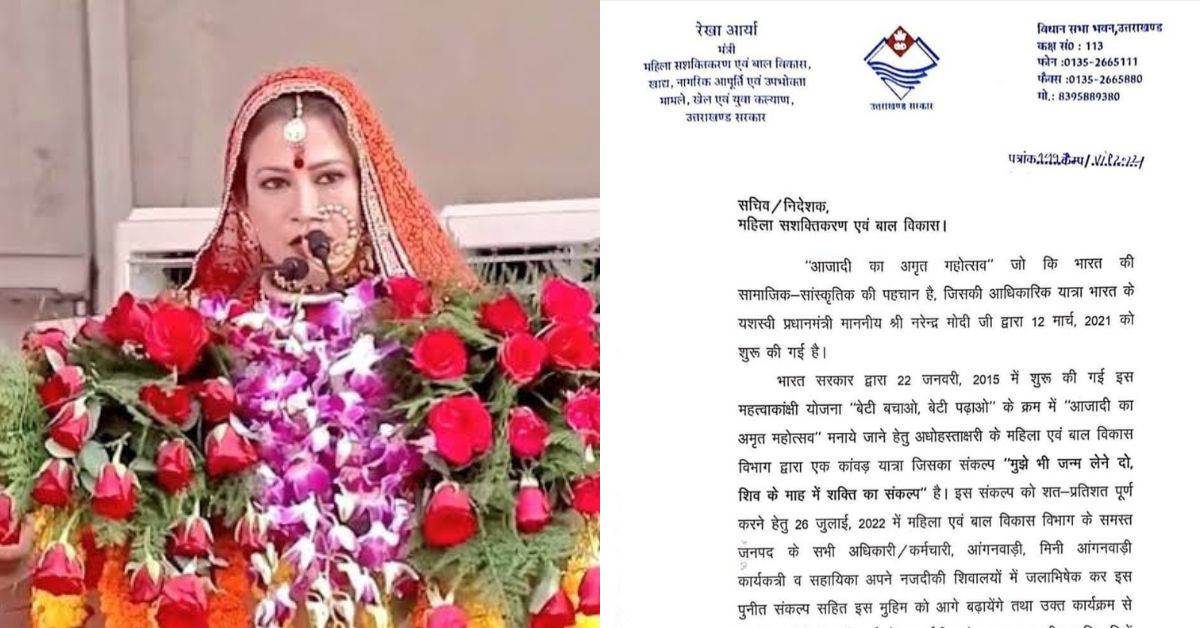 रेखा आर्या
मंत्री
महिला सशक्तिकरण एवं बाल विकास,
खाद्य, नागरिक आपूर्ति एवं उपभोक्ता
मामले, खेल एवं युवा कल्याण,
उत्तराखण्ड सरकार
उत्तराखण्ड सरकार
विधान सभा भवन,उत्तराखण्ड
कक्ष सं० : 113
फोन :0135-2665111
फैक्स :0135-2665880
मो.: 8395889380
पत्रांक कैम्प/
सचिव/निदेशक,
महिला सशक्तिकरण एवं बाल विकास।
"आजादी का अमृत महोत्सव" जो कि भारत की
सामाजिक–सांस्कृतिक की पहचान है, जिसकी आधिकारिक यात्रा भारत के
यशस्वी प्रधानमंत्री माननीय श्री नरेन्द्र मोदी जी द्वारा 12 मार्च, 2021 को
शुरू की गई है।
भारत सरकार द्वारा 22 जनवरी, 2015 में शुरू की गई इस
महत्वाकांक्षी योजना "बेटी बचाओ, बेटी पढ़ाओ" के क्रम में "आजादी का
अमृत महोत्सव" मनाये जाने हेतु अधोहस्ताक्षरी के महिला एवं बाल विकास
विभाग द्वारा एक कांवड़ यात्रा जिसका संकल्प "मुझे भी जन्म लेने दो,
शिव के माह में शक्ति का संकल्प" है। इस संकल्प को शत–प्रतिशत पूर्ण
करने हेतु 26 जुलाई, 2022 में महिला एवं बाल विकास विभाग के समस्त
जनपद के सभी अधिकारी/कर्मचारी, आंगनवाड़ी, मिनी आंगनवाड़ी
कार्यकत्री व सहायिका अपने नजदीकी शिवालयों में जलाभिषेक कर इस
पुनीत संकल्प सहित इस मुहिम को आगे बढ़ायेंगे तथा उक्त कार्यक्रम से